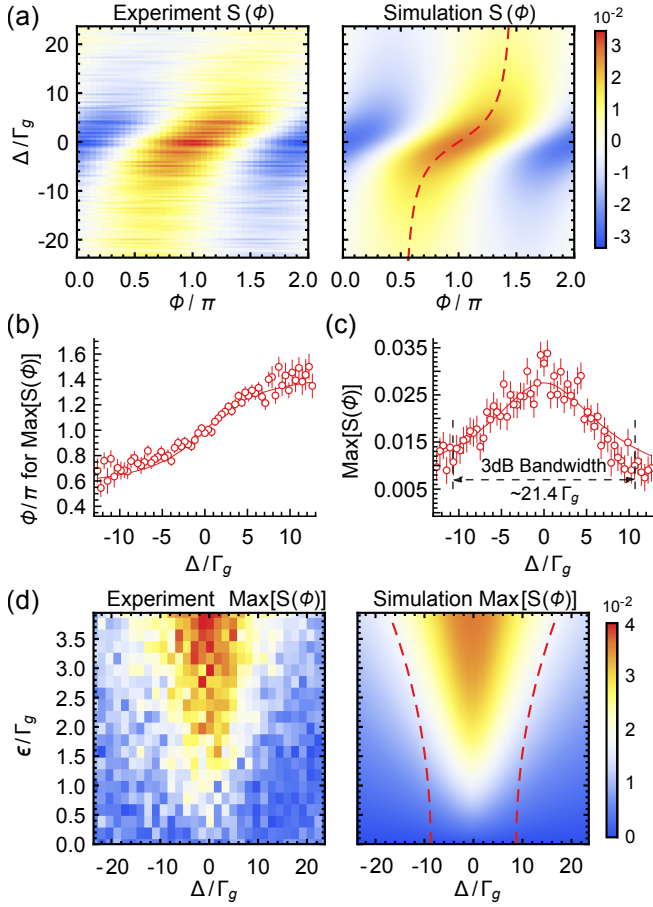 (a) Experiment S (Φ) Simulation S (Φ) 10⁻²
20 10 0 -10 -20
Δ/Γg
3 2 1 0 -1 -2 -3
0.0 0.5 1.0 1.5 2.0 0.0 0.5 1.0 1.5 2.0
Φ/π Φ/π
(b)
Φ/π for Max[S(Φ)]
1.6 1.4 1.2 1.0 0.8 0.6
-10 -5 0 5 10
Δ/Γg
(c)
Max[S(Φ)]
0.035 0.025 0.015 0.005
3dB Bandwidth
~21.4 Γg
-10 -5 0 5 10
Δ/Γg
(d) Experiment Max[S(Φ)] Simulation Max[S(Φ)] 10⁻²
ϵ/Γg
3.5 3.0 2.5 2.0 1.5 1.0 0.5 0.0
4 3 2 1 0
-20 -10 0 10 20 -20 -10 0 10 20
Δ/Γg Δ/Γg